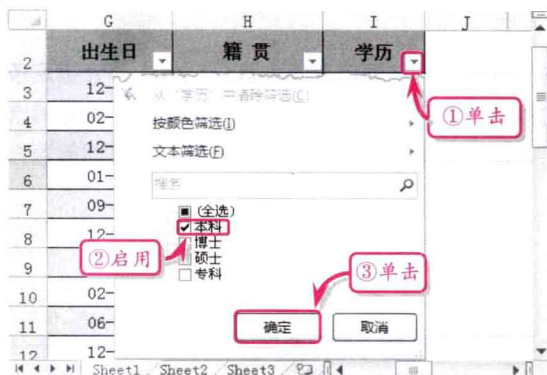 G H I J
2 出生日 籍 贯 学历
3 12-
从"学历"中清除筛选(C)
①单击
4 02- 按颜色筛选(I)
5 12- 文本筛选(F)
6 01-
搜索
7 09- (全选)
本科
8 12- 博士
②启用
硕士
9 专科
③单击
10 02-
11 06- 确定 取消
12 12-
Sheet1 Sheet2 Sheet3